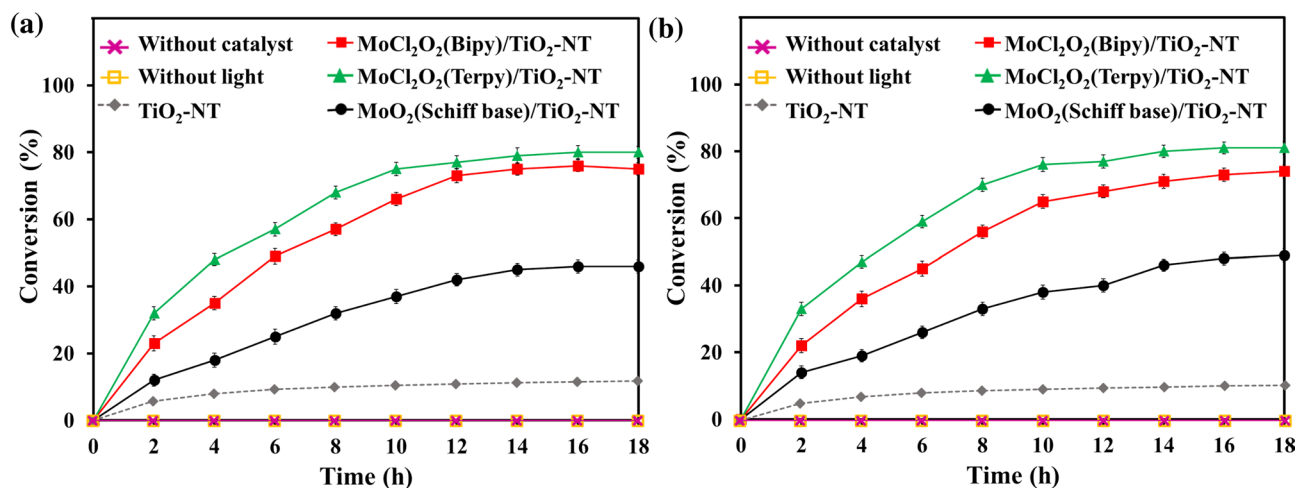 (a)
Without catalyst
MoCl₂O₂(Bipy)/TiO₂-NT
Without light
MoCl₂O₂(Terpy)/TiO₂-NT
TiO₂-NT
MoO₂(Schiff base)/TiO₂-NT
Conversion (%)
100
80
60
40
20
0
0 2 4 6 8 10 12 14 16 18
Time (h)
(b)
Without catalyst
MoCl₂O₂(Bipy)/TiO₂-NT
Without light
MoCl₂O₂(Terpy)/TiO₂-NT
TiO₂-NT
MoO₂(Schiff base)/TiO₂-NT
Conversion (%)
100
80
60
40
20
0
0 2 4 6 8 10 12 14 16 18
Time (h)